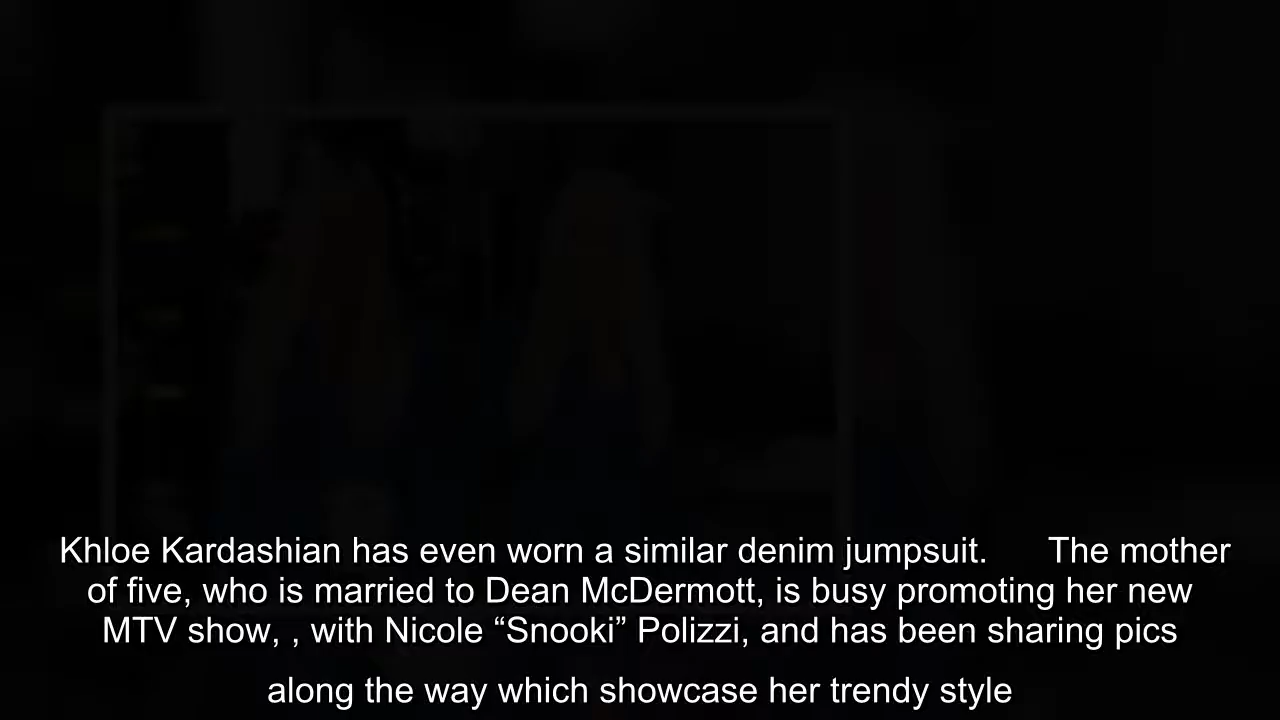 Khloe Kardashian has even worn a similar denim jumpsuit.      The mother
of five, who is married to Dean McDermott, is busy promoting her new
MTV show, , with Nicole “Snooki” Polizzi, and has been sharing pics
along the way which showcase her trendy style